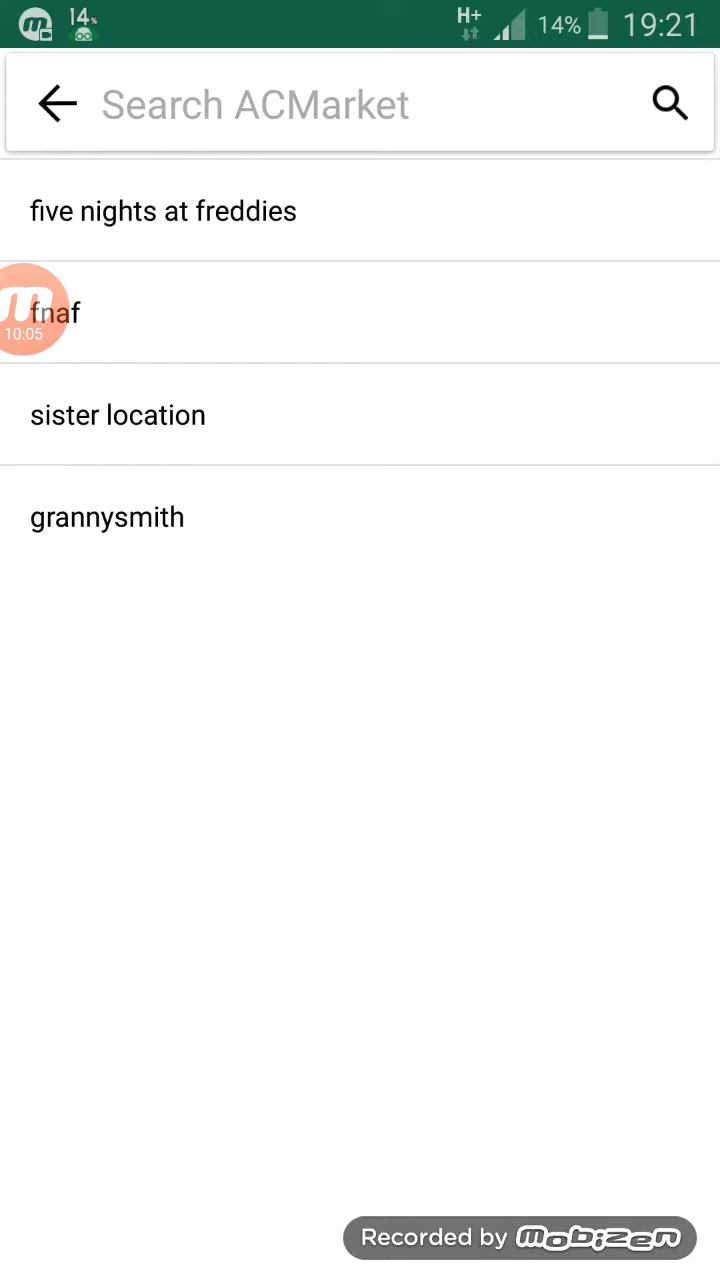 14%
H+ 14% 19:21
Search ACMarket
five nights at freddies
fnaf
m
10:05
sister location
grannysmith
Recorded by mobizen